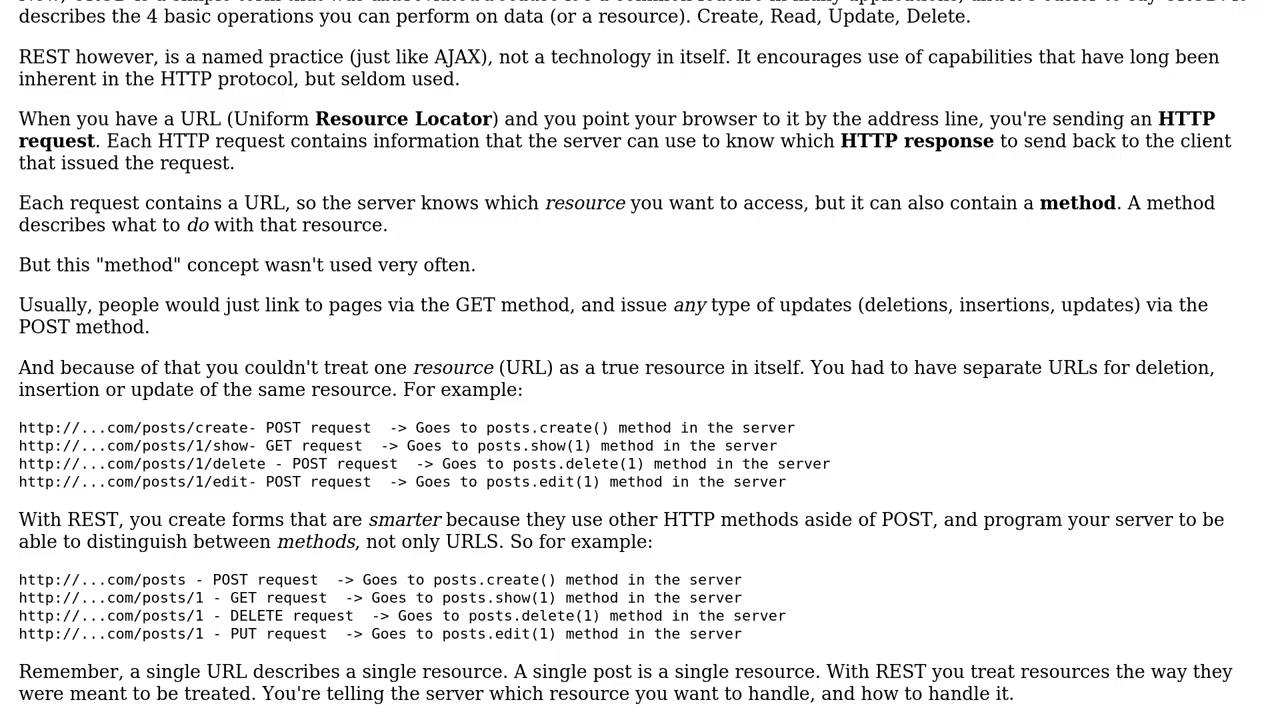 describes the 4 basic operations you can perform on data (or a resource). Create, Read, Update, Delete.
REST however, is a named practice (just like AJAX), not a technology in itself. It encourages use of capabilities that have long been
inherent in the HTTP protocol, but seldom used.
When you have a URL (Uniform Resource Locator) and you point your browser to it by the address line, you're sending an HTTP
request. Each HTTP request contains information that the server can use to know which HTTP response to send back to the client
that issued the request.
Each request contains a URL, so the server knows which resource you want to access, but it can also contain a method. A method
describes what to do with that resource.
But this "method" concept wasn't used very often.
Usually, people would just link to pages via the GET method, and issue any type of updates (deletions, insertions, updates) via the
POST method.
And because of that you couldn't treat one resource (URL) as a true resource in itself. You had to have separate URLs for deletion,
insertion or update of the same resource. For example:
http://...com/posts/create- POST request  -> Goes to posts.create() method in the server
http://...com/posts/1/show- GET request  -> Goes to posts.show(1) method in the server
http://...com/posts/1/delete - POST request  -> Goes to posts.delete(1) method in the server
http://...com/posts/1/edit- POST request  -> Goes to posts.edit(1) method in the server
With REST, you create forms that are smarter because they use other HTTP methods aside of POST, and program your server to be
able to distinguish between methods, not only URLS. So for example:
http://...com/posts - POST request  -> Goes to posts.create() method in the server
http://...com/posts/1 - GET request  -> Goes to posts.show(1) method in the server
http://...com/posts/1 - DELETE request  -> Goes to posts.delete(1) method in the server
http://...com/posts/1 - PUT request  -> Goes to posts.edit(1) method in the server
Remember, a single URL describes a single resource. A single post is a single resource. With REST you treat resources the way they
were meant to be treated. You're telling the server which resource you want to handle, and how to handle it.